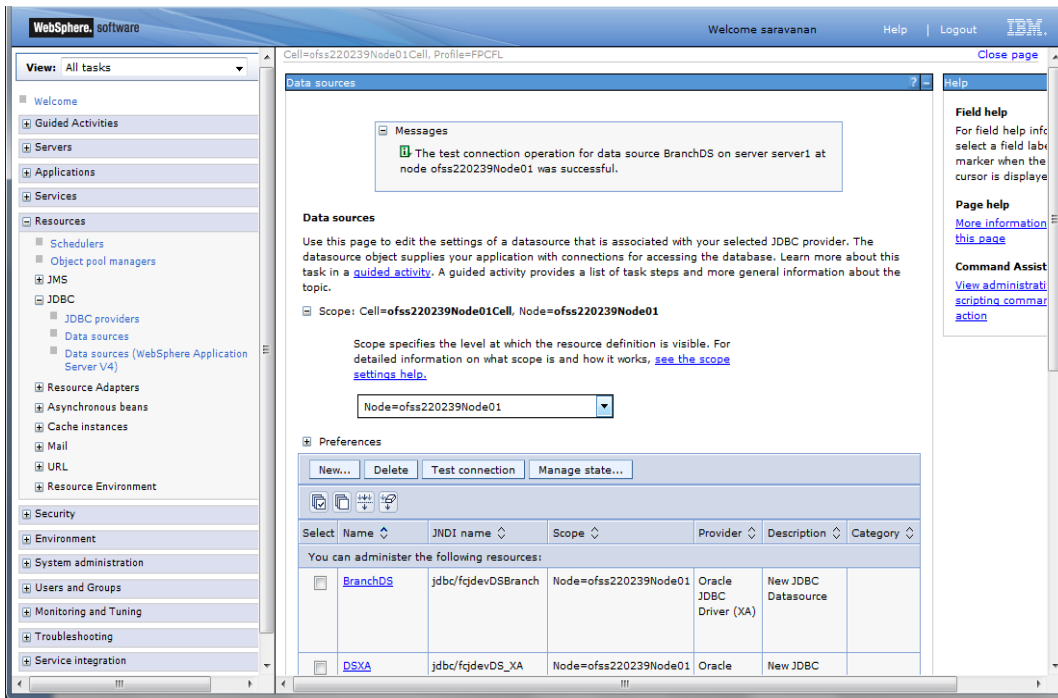 WebSphere. software
Welcome saravanan
Help | Logout
IBM.
View: All tasks
Welcome
Guided Activities
Servers
Applications
Services
Resources
Schedulers
Object pool managers
JMS
JDBC
JDBC providers
Data sources
Data sources (WebSphere Application
Server V4)
Resource Adapters
Asynchronous beans
Cache instances
Mail
URL
Resource Environment
Security
Environment
System administration
Users and Groups
Monitoring and Tuning
Troubleshooting
Service integration
Cell=ofss220239Node01Cell, Profile=FPCFL
Close page
Data sources
? -
Messages
The test connection operation for data source BranchDS on server server1 at
node ofss220239Node01 was successful.
Data sources
Use this page to edit the settings of a datasource that is associated with your selected JDBC provider. The
datasource object supplies your application with connections for accessing the database. Learn more about this
task in a guided activity. A guided activity provides a list of task steps and more general information about the
topic.
Scope: Cell=ofss220239Node01Cell, Node=ofss220239Node01
Scope specifies the level at which the resource definition is visible. For
detailed information on what scope is and how it works, see the scope
settings help.
Node=ofss220239Node01
Preferences
New... Delete Test connection Manage state...
Select Name JNDI name Scope Provider Description Category
You can administer the following resources:
BranchDS jdbc/fcjdevDSBranch Node=ofss220239Node01 Oracle New JDBC
JDBC Datasource
Driver (XA)
DSXA jdbc/fcjdevDS_XA Node=ofss220239Node01 Oracle New JDBC
Help
Field help
For field help info
select a field labe
marker when the
cursor is displaye
Page help
More information
this page
Command Assist
View administrati
scripting commar
action